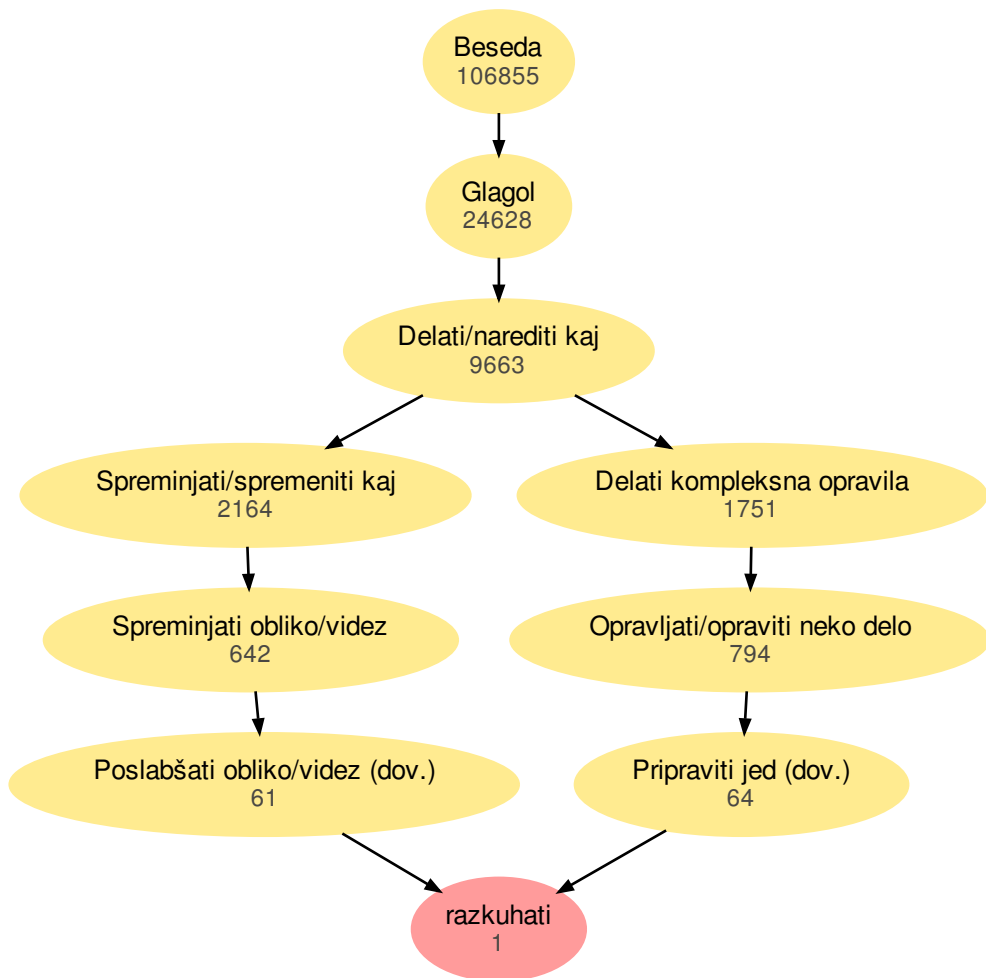 Beseda
106855
Glagol
24628
Delati/narediti kaj
9663
Spreminjati/spremeniti kaj
2164
Delati kompleksna opravila
1751
Spreminjati obliko/videz
642
Opravljati/opraviti neko delo
794
Poslabšati obliko/videz (dov.)
61
Pripraviti jed (dov.)
64
razkuhati
1